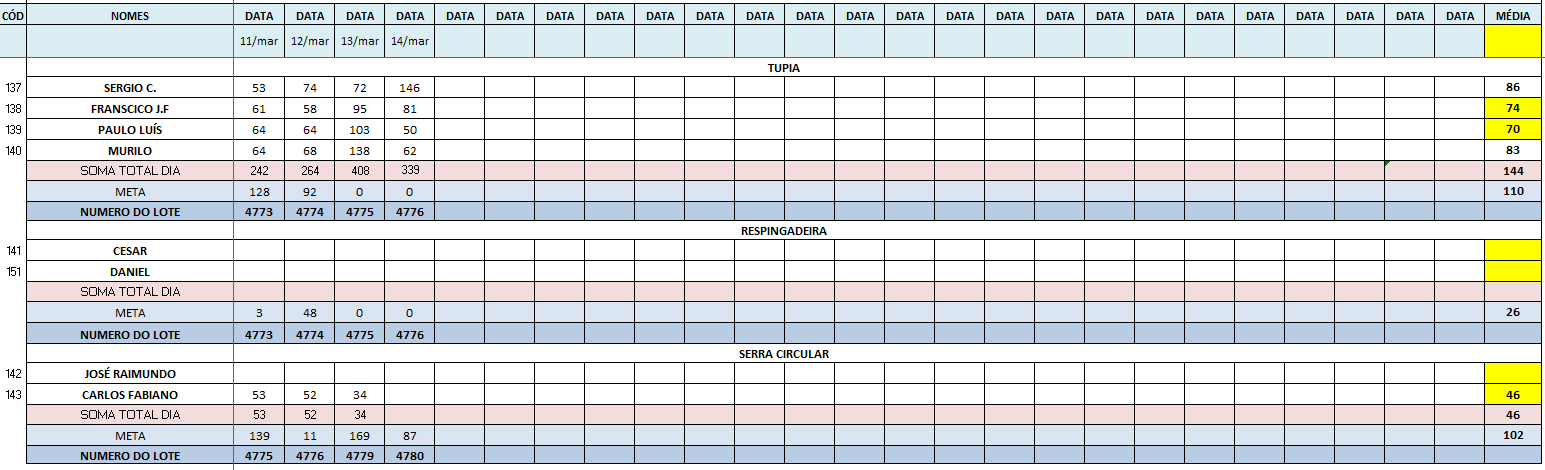 CÓD NOMES DATA DATA DATA DATA DATA DATA DATA DATA DATA DATA DATA DATA DATA DATA DATA DATA DATA DATA DATA DATA DATA DATA DATA DATA DATA MÉDIA
11/mar 12/mar 13/mar 14/mar
TUPIA
137 SERGIO C. 53 74 72 146 86
138 FRANSCICO J.F 61 58 95 81 74
139 PAULO LUÍS 64 64 103 50 70
140 MURILO 64 68 138 62 83
SOMA TOTAL DIA 242 264 408 339 144
META 128 92 0 0 110
NUMERO DO LOTE 4773 4774 4775 4776
RESPINGADEIRA
141 CESAR
151 DANIEL
SOMA TOTAL DIA
META 3 48 0 0 26
NUMERO DO LOTE 4773 4774 4775 4776
SERRA CIRCULAR
142 JOSÉ RAIMUNDO
143 CARLOS FABIANO 53 52 34 46
SOMA TOTAL DIA 53 52 34 46
META 139 11 169 87 102
NUMERO DO LOTE 4775 4776 4779 4780